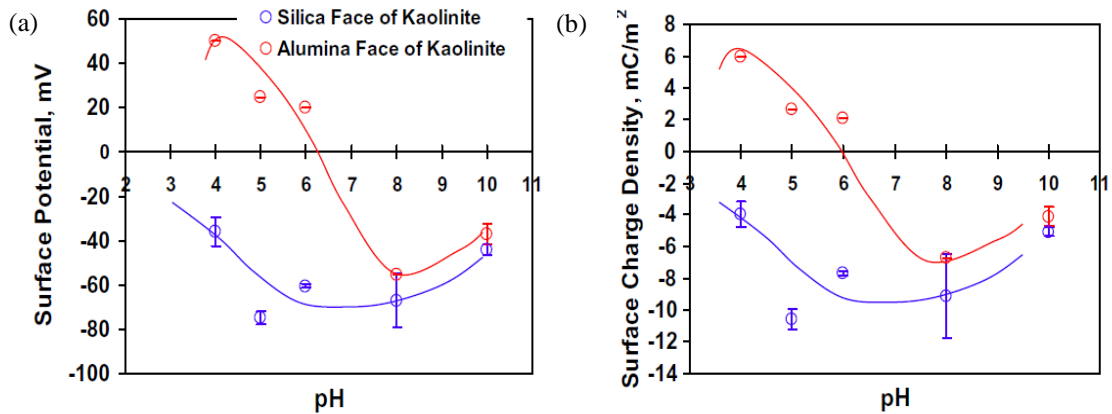 (a)
Surface Potential, mV
60
40
20
0
-20
-40
-60
-80
-100
2 3 4 5 6 7 8 9 10 11
pH
Silica Face of Kaolinite
Alumina Face of Kaolinite
(b)
Surface Charge Density, mC/m²
8
6
4
2
0
-2
-4
-6
-8
-10
-12
-14
2 3 4 5 6 7 8 9 10 11
pH